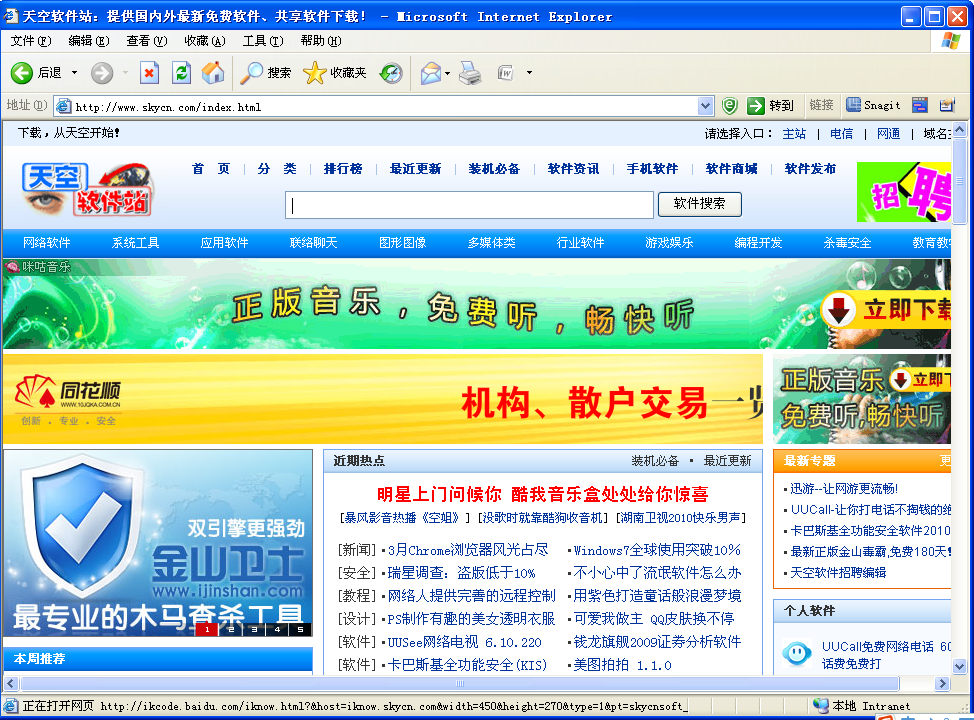 天空软件站：提供国内外最新免费软件、共享软件下载！ - Microsoft Internet Explorer
文件(F) 编辑(E) 查看(V) 收藏(A) 工具(T) 帮助(H)
后退 搜索 收藏夹
地址(D) http://www.skycn.com/index.html 转到 链接 Snagit
下载，从天空开始! 请选择入口： 主站 | 电信 | 网通 | 域名
天空软件站
首 页 分 类 排行榜 最近更新 装机必备 软件资讯 手机软件 软件商城 软件发布
招聘
软件搜索
网络软件 系统工具 应用软件 联络聊天 图形图像 多媒体类 行业软件 游戏娱乐 编程开发 杀毒安全 教育教
咪咕音乐
正版音乐，免费听，畅快听
立即下载
同花顺
WWW.10JQKA.COM.CN
创新 专业 安全
机构、散户交易一览
正版音乐 立即下
免费听,畅快听
双引擎更强劲
金山卫士
www.ijinshan.com
最专业的木马查杀工具
1 2 3 4 5
本周推荐
近期热点 装机必备 · 最近更新
明星上门问候你 酷我音乐盒处处给你惊喜
[暴风影音热播《空姐》] [没歌时就靠酷狗收音机] [湖南卫视2010快乐男声]
[新闻] ·3月Chrome浏览器风光占尽 ·Windows7全球使用突破10%
[安全] ·瑞星调查：盗版低于10% ·不小心中了流氓软件怎么办
[教程] ·网络人提供完善的远程控制 ·用紫色打造童话般浪漫梦境
[设计] ·PS制作有趣的美女透明衣服 ·可爱我做主 QQ皮肤换不停
[软件] ·UUSee网络电视 6.10.220 ·钱龙旗舰2009证券分析软件
[软件] ·卡巴斯基全功能安全(KIS) ·美图拍拍 1.1.0
最新专题 更
·迅游--让网游更流畅!
·UUCall-让你打电话不掏钱的绝
·卡巴斯基全功能安全软件2010
·最新正版金山毒霸,免费180天!
·天空软件招聘编辑
个人软件
UUCall免费网络电话 60
话费免费打
正在打开网页 http://ikcode.baidu.com/iknow.html?&host=iknow.skycn.com&width=450&height=270&type=1&pt=skycnsoft_ 本地 Intranet